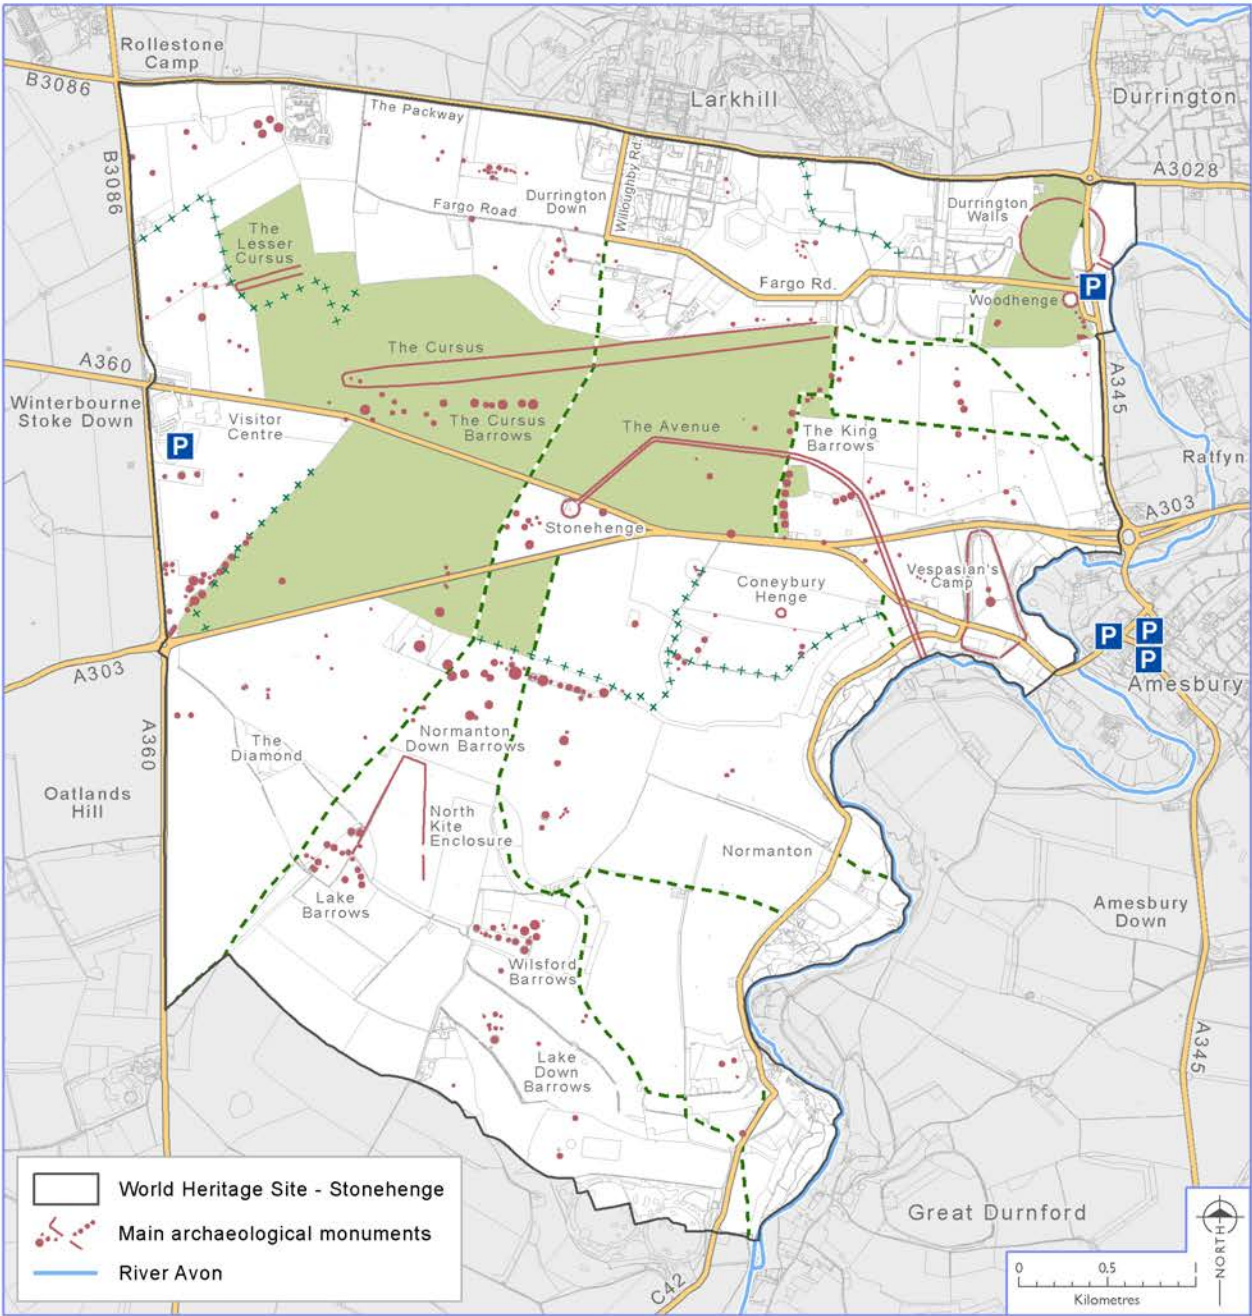 Rollestone
Camp
B3086
The Packway
Larkhill
Durrington
A3028
B3086
Willoughby Rd.
Durrington
Down
Fargo Road
Durrington
Walls
The
Lesser
Cursus
Fargo Rd.
Woodhenge
P
A360
The Cursus
A345
Winterbourne
Stoke Down
Visitor
Centre
P
The Cursus
Barrows
The Avenue
The King
Barrows
Ratfyn
A303
Stonehenge
Coneybury
Henge
Vespasian's
Camp
P
P
P
Amesbury
A303
A360
The
Diamond
Normanton
Down Barrows
Oatlands
Hill
North
Kite
Enclosure
Normanton
Lake
Barrows
Amesbury
Down
Wilsford
Barrows
A345
Lake
Down
Barrows
World Heritage Site - Stonehenge
Main archaeological monuments
River Avon
Great Durnford
C42
NORTH
0 0.5 1
Kilometres